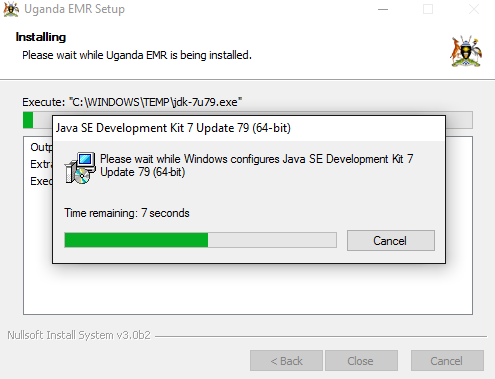 Uganda EMR Setup
Installing
Please wait while Uganda EMR is being installed.
Execute: "C:\WINDOWS\TEMP\jdk-7u79.exe"
Java SE Development Kit 7 Update 79 (64-bit)
Outp
Extra
Exec
Please wait while Windows configures Java SE Development Kit 7
Update 79 (64-bit)
Time remaining: 7 seconds
Cancel
Nullsoft Install System v3.0b2
< Back
Close
Cancel